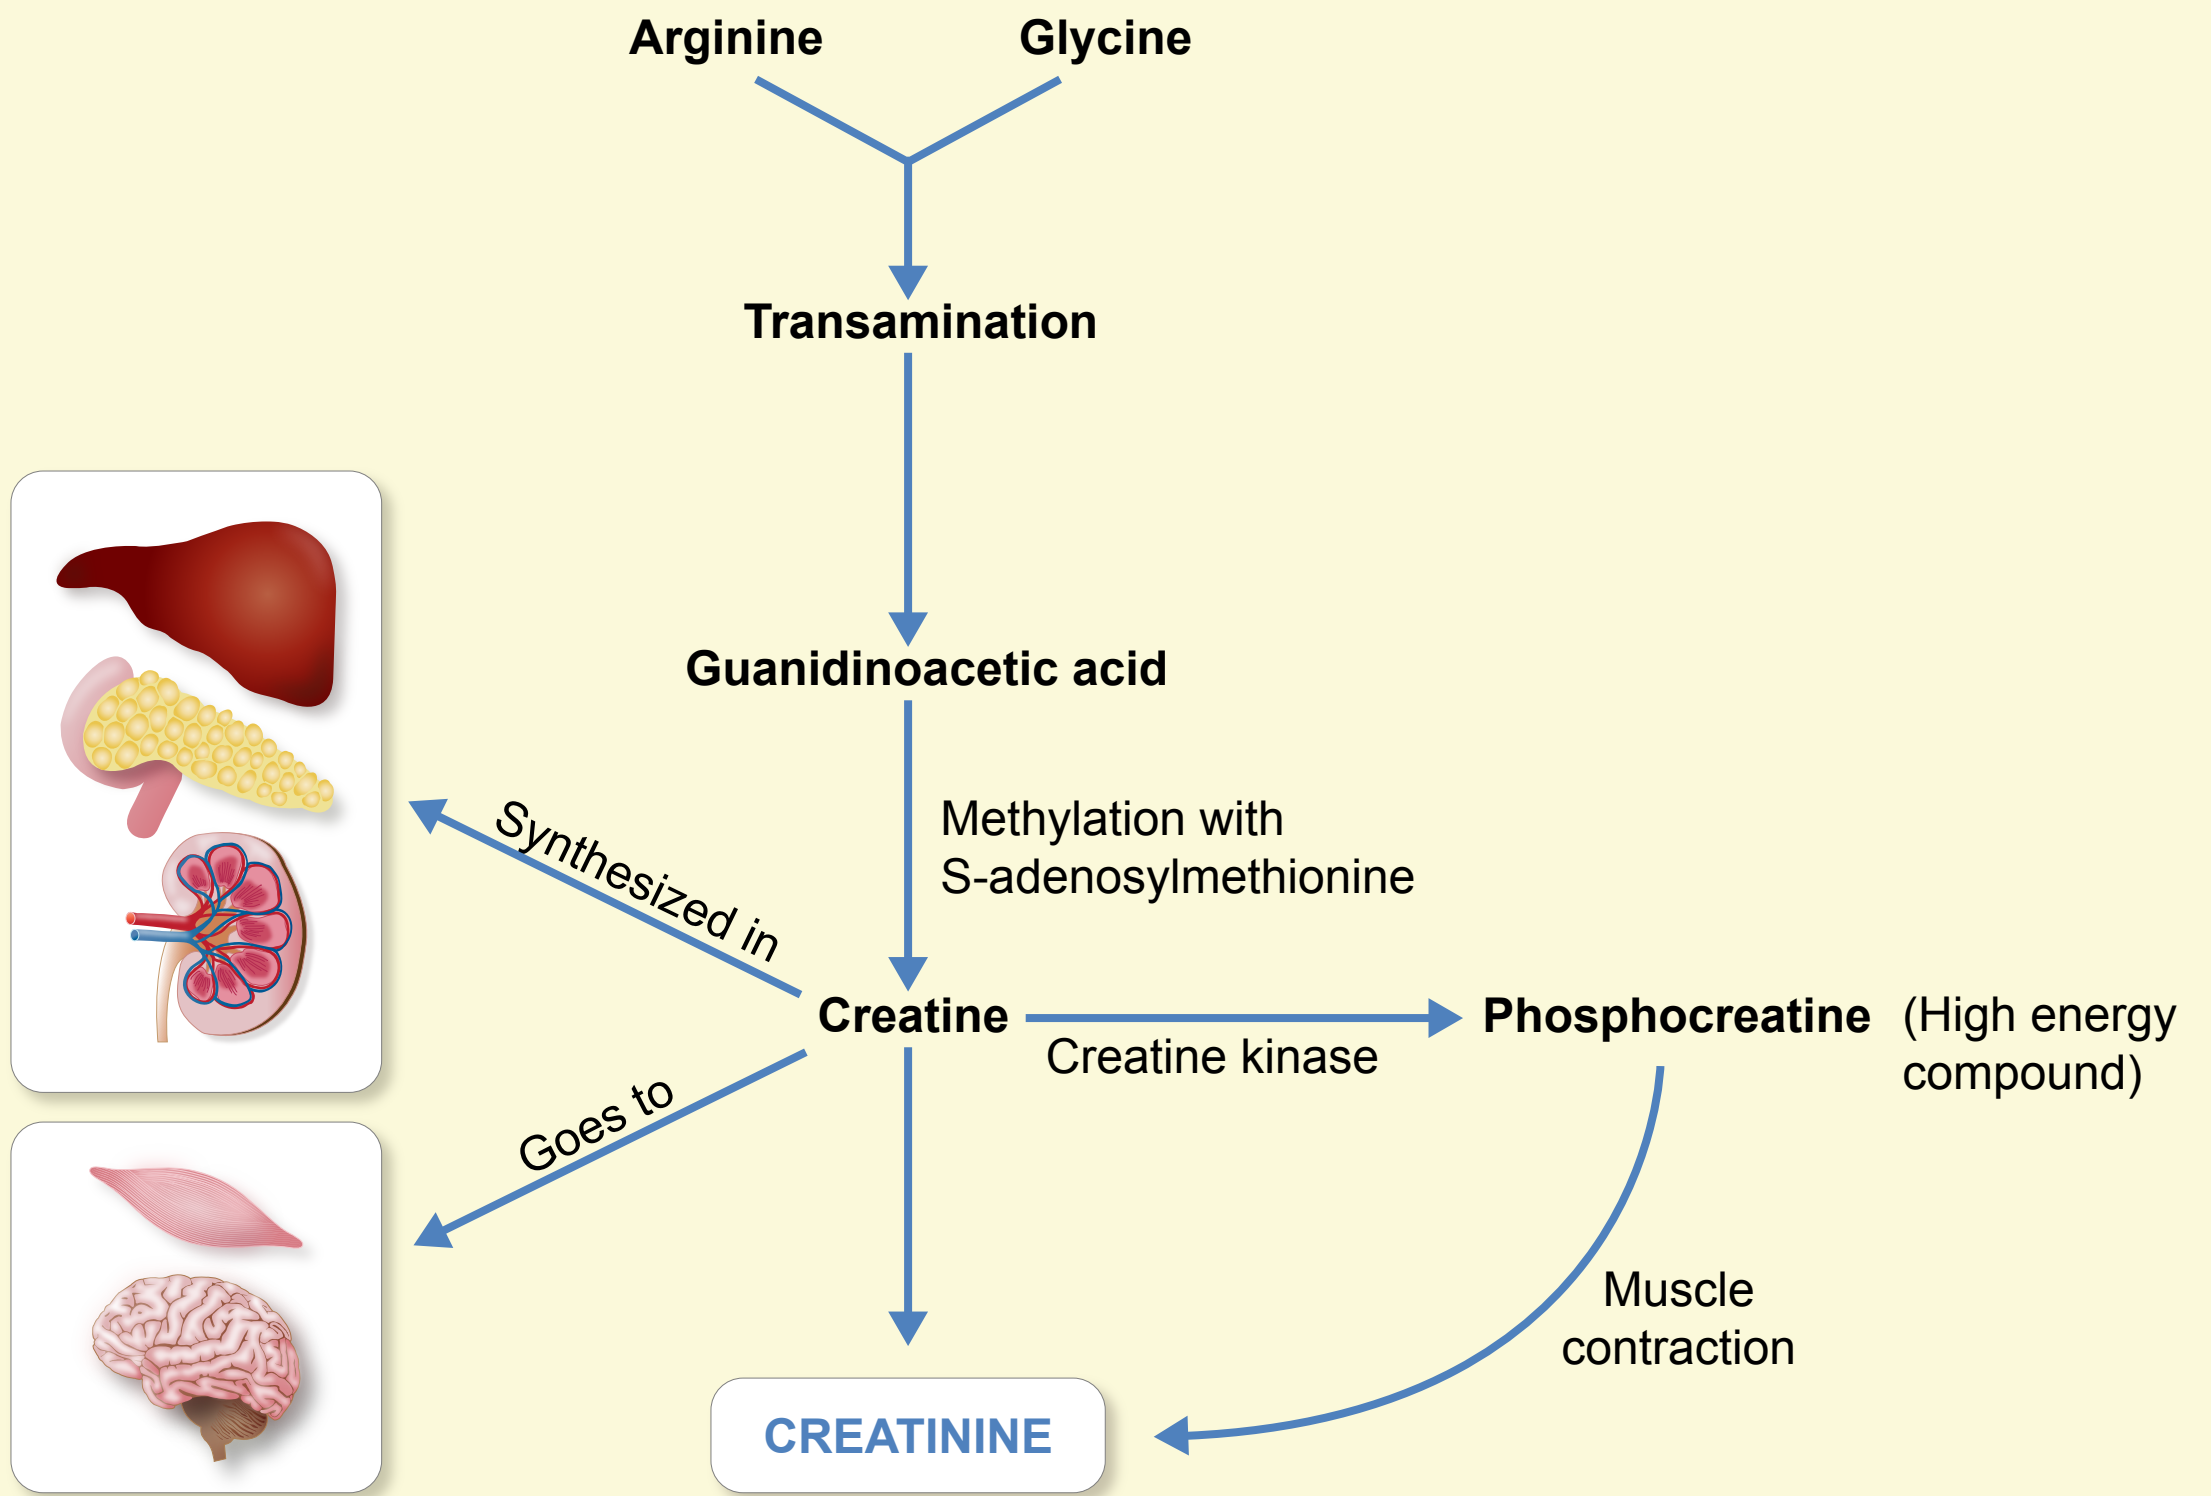 Arginine
Glycine
Transamination
Guanidinoacetic acid
Methylation with
S-adenosylmethionine
Synthesized in
Creatine
Creatine kinase
Phosphocreatine
(High energy
compound)
Goes to
Muscle
contraction
CREATININE